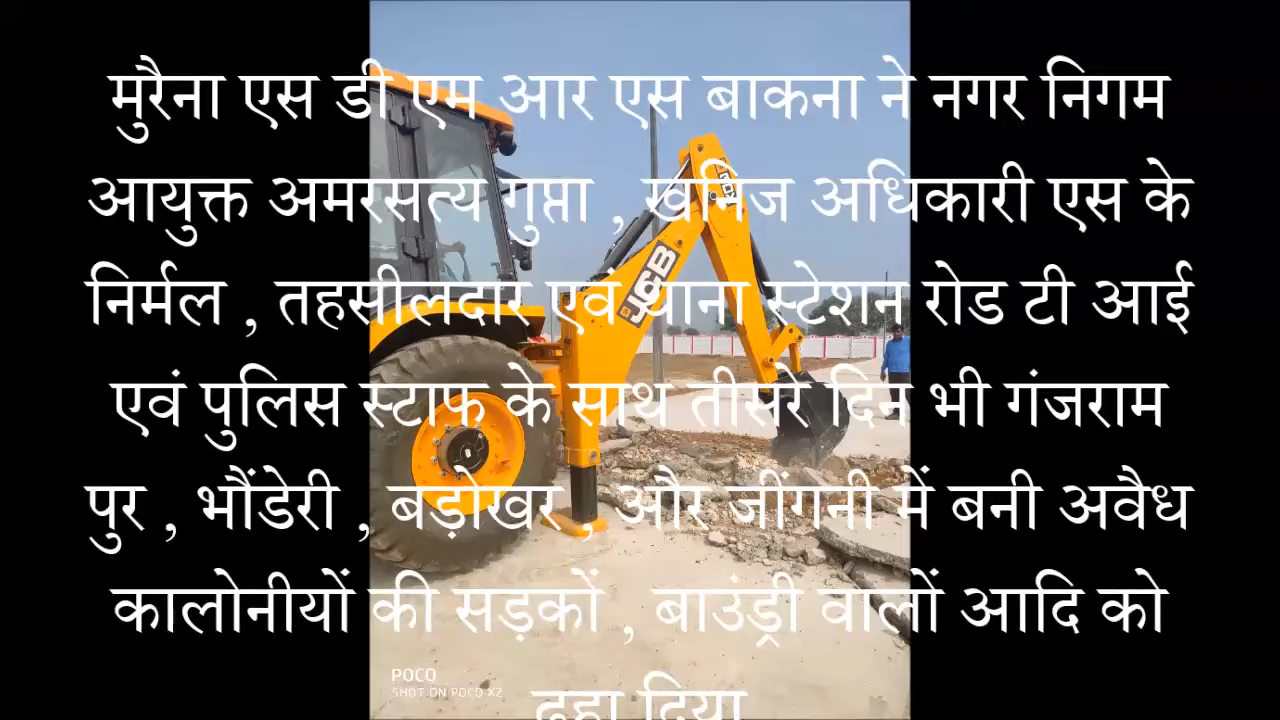 मुरैना एस डी एम आर एस बाकना ने नगर निगम
आयुक्त अमरसत्य गुप्ता , खनिज अधिकारी एस के
निर्मल , तहसीलदार एवं थाना स्टेशन रोड टी आई
एवं पुलिस स्टाफ के साथ तीसरे दिन भी गंजराम
पुर , भौंडेरी , बड़ोखर , और जींगनी में बनी अवैध
कालोनीयों की सड़कों , बाउंड्री वालों आदि को
ढहा दिया
JCB
POCO
SHOT ON POCO X2